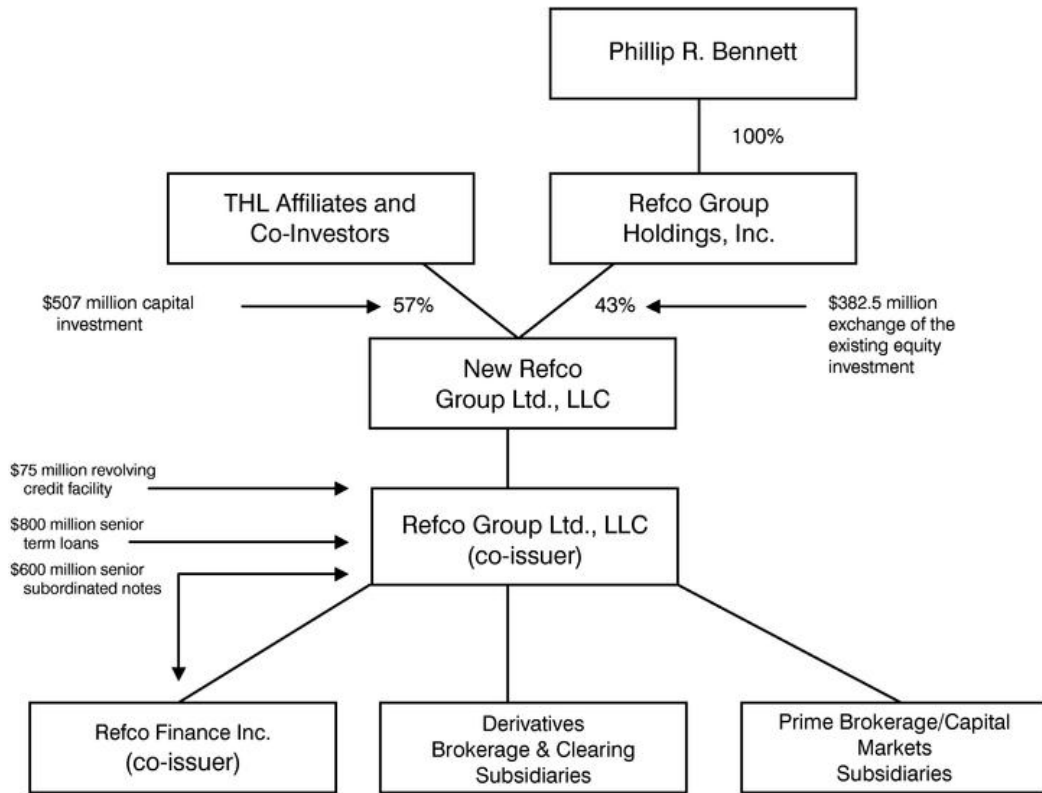 Phillip R. Bennett
100%
THL Affiliates and
Co-Investors
Refco Group
Holdings, Inc.
$507 million capital
investment
57%
43%
$382.5 million
exchange of the
existing equity
investment
New Refco
Group Ltd., LLC
$75 million revolving
credit facility
$800 million senior
term loans
$600 million senior
subordinated notes
Refco Group Ltd., LLC
(co-issuer)
Refco Finance Inc.
(co-issuer)
Derivatives
Brokerage & Clearing
Subsidiaries
Prime Brokerage/Capital
Markets
Subsidiaries